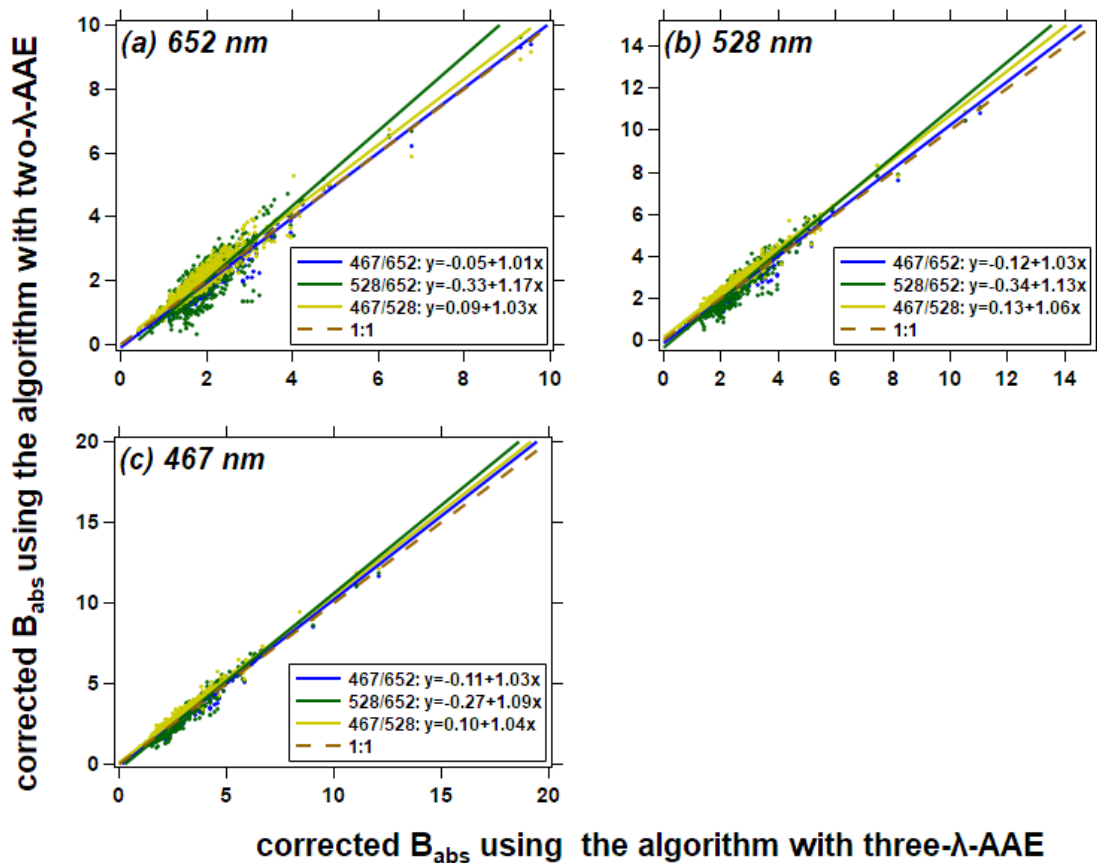 corrected Babs using the algorithm with two-λ-AAE
(a) 652 nm
10
8
6
4
2
0
0 2 4 6 8 10
467/652: y=-0.05+1.01x
528/652: y=-0.33+1.17x
467/528: y=0.09+1.03x
1:1
(b) 528 nm
14
12
10
8
6
4
2
0
0 2 4 6 8 10 12 14
467/652: y=-0.12+1.03x
528/652: y=-0.34+1.13x
467/528: y=0.13+1.06x
1:1
(c) 467 nm
20
15
10
5
0
0 5 10 15 20
467/652: y=-0.11+1.03x
528/652: y=-0.27+1.09x
467/528: y=0.10+1.04x
1:1
corrected Babs using the algorithm with three-λ-AAE